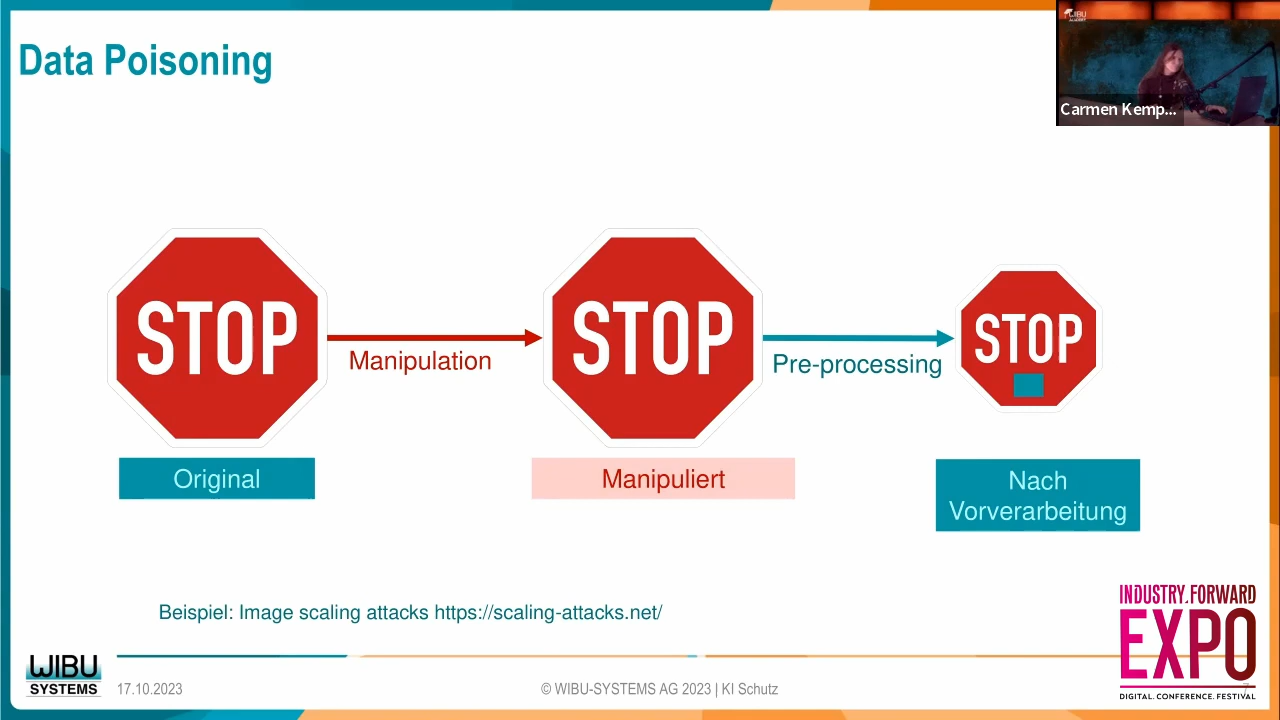 Data Poisoning
WIBU
ACADEMY
Carmen Kemp...
STOP
STOP
STOP
Manipulation
Pre-processing
Original
Manipuliert
Nach
Vorverarbeitung
Beispiel: Image scaling attacks https://scaling-attacks.net/
INDUSTRY.FORWARD
EXPO
DIGITAL.CONFERENCE.FESTIVAL
WIBU
SYSTEMS
17.10.2023
©WIBU-SYSTEMS AG 2023 | KI Schutz